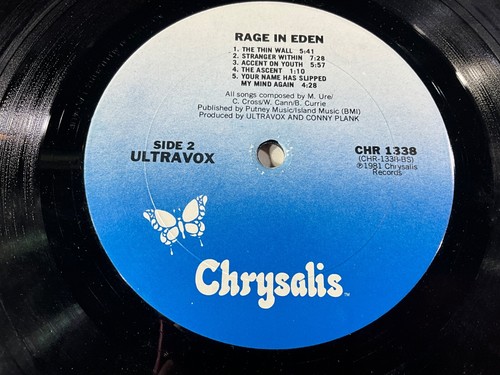 RAGE IN EDEN
1. THE THIN WALL 5:41
2. STRANGER WITHIN 7:28
3. ACCENT ON YOUTH 5:57
4. THE ASCENT 1:10
5. YOUR NAME HAS SLIPPED
MY MIND AGAIN 4:28
All songs composed by M. Ure/
C. Cross/W. Cann/B. Currie
Published by Putney Music/Island Music (BMI)
Produced by ULTRAVOX AND CONNY PLANK
SIDE 2
ULTRAVOX
CHR 1338
(CHR-1338-BS)
℗1981 Chrysalis
Records
Chrysalis TM